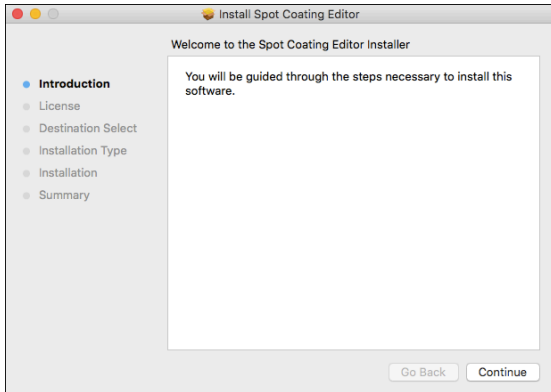 Install Spot Coating Editor
Welcome to the Spot Coating Editor Installer
Introduction
License
Destination Select
Installation Type
Installation
Summary
You will be guided through the steps necessary to install this
software.
Go Back
Continue